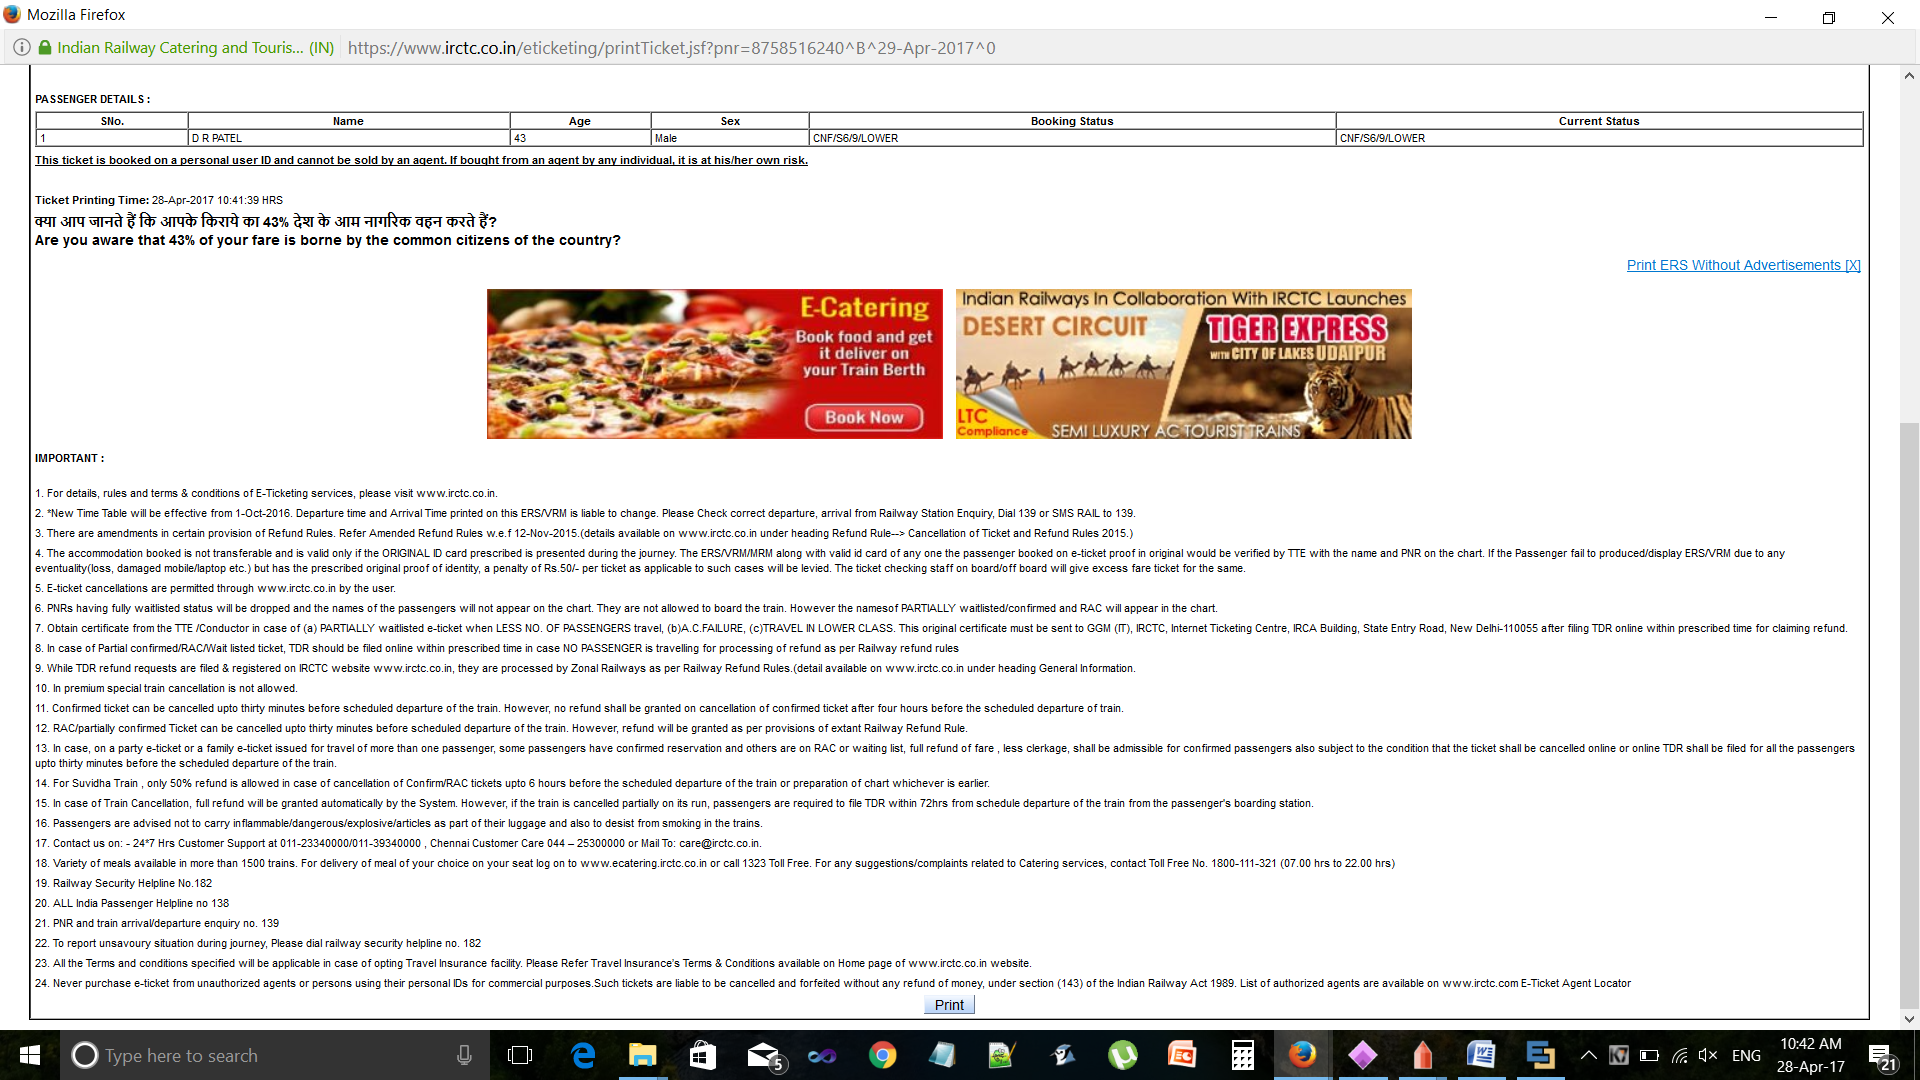 Mozilla Firefox
Indian Railway Catering and Touris... (IN) https://www.irctc.co.in/eticketing/printTicket.jsf?pnr=8758516240^B^29-Apr-2017^0
PASSENGER DETAILS :
SNo. Name Age Sex Booking Status Current Status
1 D R PATEL 43 Male CNF/S6/9/LOWER CNF/S6/9/LOWER
This ticket is booked on a personal user ID and cannot be sold by an agent. If bought from an agent by any individual, it is at his/her own risk.
Ticket Printing Time: 28-Apr-2017 10:41:39 HRS
क्या आप जानते हैं कि आपके किराये का 43% देश के आम नागरिक वहन करते हैं?
Are you aware that 43% of your fare is borne by the common citizens of the country?
Print ERS Without Advertisements [X]
E-Catering
Book food and get
it deliver on
your Train Berth
Book Now
Indian Railways In Collaboration With IRCTC Launches
DESERT CIRCUIT
TIGER EXPRESS
WITH CITY OF LAKES UDAIPUR
LTC
Compliance
SEMI LUXURY AC TOURIST TRAINS
IMPORTANT :
1. For details, rules and terms & conditions of E-Ticketing services, please visit www.irctc.co.in.
2. *New Time Table will be effective from 1-Oct-2016. Departure time and Arrival Time printed on this ERS/VRM is liable to change. Please Check correct departure, arrival from Railway Station Enquiry, Dial 139 or SMS RAIL to 139.
3. There are amendments in certain provision of Refund Rules. Refer Amended Refund Rules w.e.f 12-Nov-2015.(details available on www.irctc.co.in under heading Refund Rule--> Cancellation of Ticket and Refund Rules 2015.)
4. The accommodation booked is not transferable and is valid only if the ORIGINAL ID card prescribed is presented during the journey. The ERS/VRM/MRM along with valid id card of any one the passenger booked on e-ticket proof in original would be verified by TTE with the name and PNR on the chart. If the Passenger fail to produced/display ERS/VRM due to any
eventuality(loss, damaged mobile/laptop etc.) but has the prescribed original proof of identity, a penalty of Rs.50/- per ticket as applicable to such cases will be levied. The ticket checking staff on board/off board will give excess fare ticket for the same.
5. E-ticket cancellations are permitted through www.irctc.co.in by the user.
6. PNRs having fully waitlisted status will be dropped and the names of the passengers will not appear on the chart. They are not allowed to board the train. However the namesof PARTIALLY waitlisted/confirmed and RAC will appear in the chart.
7. Obtain certificate from the TTE /Conductor in case of (a) PARTIALLY waitlisted e-ticket when LESS NO. OF PASSENGERS travel, (b)A.C.FAILURE, (c)TRAVEL IN LOWER CLASS. This original certificate must be sent to GGM (IT), IRCTC, Internet Ticketing Centre, IRCA Building, State Entry Road, New Delhi-110055 after filing TDR online within prescribed time for claiming refund.
8. In case of Partial confirmed/RAC/Wait listed ticket, TDR should be filed online within prescribed time in case NO PASSENGER is travelling for processing of refund as per Railway refund rules
9. While TDR refund requests are filed & registered on IRCTC website www.irctc.co.in, they are processed by Zonal Railways as per Railway Refund Rules.(detail available on www.irctc.co.in under heading General Information.
10. In premium special train cancellation is not allowed.
11. Confirmed ticket can be cancelled upto thirty minutes before scheduled departure of the train. However, no refund shall be granted on cancellation of confirmed ticket after four hours before the scheduled departure of train.
12. RAC/partially confirmed Ticket can be cancelled upto thirty minutes before scheduled departure of the train. However, refund will be granted as per provisions of extant Railway Refund Rule.
13. In case, on a party e-ticket or a family e-ticket issued for travel of more than one passenger, some passengers have confirmed reservation and others are on RAC or waiting list, full refund of fare , less clerkage, shall be admissible for confirmed passengers also subject to the condition that the ticket shall be cancelled online or online TDR shall be filed for all the passengers
upto thirty minutes before the scheduled departure of the train.
14. For Suvidha Train , only 50% refund is allowed in case of cancellation of Confirm/RAC tickets upto 6 hours before the scheduled departure of the train or preparation of chart whichever is earlier.
15. In case of Train Cancellation, full refund will be granted automatically by the System. However, if the train is cancelled partially on its run, passengers are required to file TDR within 72hrs from schedule departure of the train from the passenger's boarding station.
16. Passengers are advised not to carry inflammable/dangerous/explosive/articles as part of their luggage and also to desist from smoking in the trains.
17. Contact us on: - 24*7 Hrs Customer Support at 011-23340000/011-39340000 , Chennai Customer Care 044 – 25300000 or Mail To: care@irctc.co.in.
18. Variety of meals available in more than 1500 trains. For delivery of meal of your choice on your seat log on to www.ecatering.irctc.co.in or call 1323 Toll Free. For any suggestions/complaints related to Catering services, contact Toll Free No. 1800-111-321 (07.00 hrs to 22.00 hrs)
19. Railway Security Helpline No.182
20. ALL India Passenger Helpline no 138
21. PNR and train arrival/departure enquiry no. 139
22. To report unsavoury situation during journey, Please dial railway security helpline no. 182
23. All the Terms and conditions specified will be applicable in case of opting Travel Insurance facility. Please Refer Travel Insurance's Terms & Conditions available on Home page of www.irctc.co.in website.
24. Never purchase e-ticket from unauthorized agents or persons using their personal IDs for commercial purposes.Such tickets are liable to be cancelled and forfeited without any refund of money, under section (143) of the Indian Railway Act 1989. List of authorized agents are available on www.irctc.com E-Ticket Agent Locator
Print
Type here to search
5
ENG
10:42 AM
28-Apr-17
21